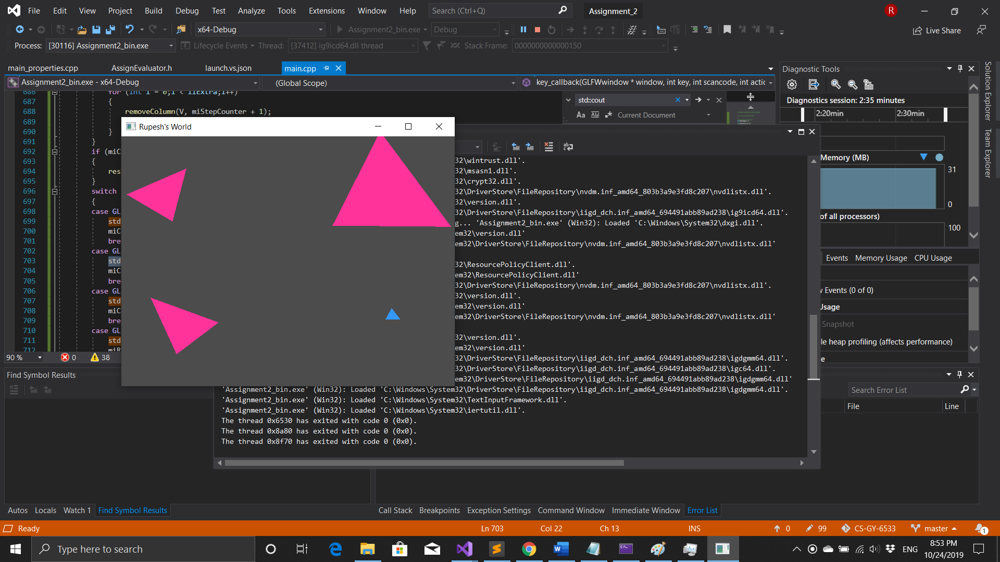 File Edit View Project Build Debug Test Analyze Tools Extensions Window Help Search (Ctrl+Q) Assignment_2 R
x64-Debug Assignment2_bin.exe Debug Live Share
Process: [30116] Assignment2_bin.exe Lifecycle Events Thread: [37412] ig9icd64.dll thread Stack Frame: 0000000000000150
main_properties.cpp AssignEvaluator.h launch.vs.json main.cpp
Assignment2_bin.exe - x64-Debug (Global Scope) key_callback(GLFWwindow * window, int key, int scancode, int actic
686 for (int i = 0;i < iiExtra;i++)
687 {
688 removeColumn(V, miStepCounter + 1);
689
690 }
691 }
692 if (miC
693 {
694 res
695 }
696 switch
697 {
698 case GL
699 std
700 miC
701 bre
702 case GL
703 std
704 miC
705 bre
706 case GL
707 std
708 miC
709 bre
710 case GL
711 std
712 miR
90 % 0 38
std::cout
Aa Ab Current Document
Rupesh's World
32\wintrust.dll'.
32\msasn1.dll'.
32\crypt32.dll'.
32\DriverStore\FileRepository\nvdm.inf_amd64_803b3a9e3fd8c207\nvdlistx.dll'.
32\version.dll'.
32\DriverStore\FileRepository\iigd_dch.inf_amd64_694491abb89ad238\ig9icd64.dll'.
g... 'Assignment2_bin.exe' (Win32): Loaded 'C:\Windows\System32\dxgi.dll'.
em32\version.dll'
em32\DriverStore\FileRepository\nvdm.inf_amd64_803b3a9e3fd8c207\nvdlistx.dll'
32\ResourcePolicyClient.dll'.
em32\ResourcePolicyClient.dll'
32\DriverStore\FileRepository\nvdm.inf_amd64_803b3a9e3fd8c207\nvdlistx.dll'.
32\version.dll'.
em32\version.dll'
em32\DriverStore\FileRepository\nvdm.inf_amd64_803b3a9e3fd8c207\nvdlistx.dll'
32\version.dll'.
em32\version.dll'
32\DriverStore\FileRepository\iigd_dch.inf_amd64_694491abb89ad238\igdgmm64.dll'.
32\DriverStore\FileRepository\iigd_dch.inf_amd64_694491abb89ad238\igc64.dll'.
em32\DriverStore\FileRepository\iigd_dch.inf_amd64_694491abb89ad238\igdgmm64.dll'
'Assignment2_bin.exe' (Win32): Loaded 'C:\Windows\System32\DriverStore\FileRepository\iigd_dch.inf_amd64_694491abb89ad238\igdgmm64.dll'.
'Assignment2_bin.exe' (Win32): Loaded 'C:\Windows\System32\TextInputFramework.dll'.
'Assignment2_bin.exe' (Win32): Loaded 'C:\Windows\System32\iertutil.dll'.
The thread 0x6530 has exited with code 0 (0x0).
The thread 0x8a80 has exited with code 0 (0x0).
The thread 0x8f70 has exited with code 0 (0x0).
Diagnostic Tools
Diagnostics session: 2:35 minutes
2:20min 2:30min
Memory (MB)
31
0
of all processors)
100
Events Memory Usage CPU Usage
w Events (0 of 0)
Usage
Snapshot
le heap profiling (affects performance)
e
Solution Explorer
Team Explorer
Find Symbol Results
Search Error List
File Line
Autos Locals Watch 1 Find Symbol Results
Call Stack Breakpoints Exception Settings Command Window Immediate Window Error List
Ready Ln 703 Col 22 Ch 13 INS 0 99 CS-GY-6533 master 1
Type here to search
ENG 8:53 PM
10/24/2019